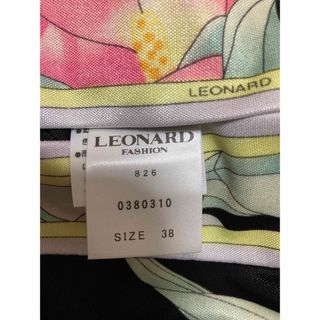 LEONARD
LEONARD
FASHION
826
0380310
SIZE 38